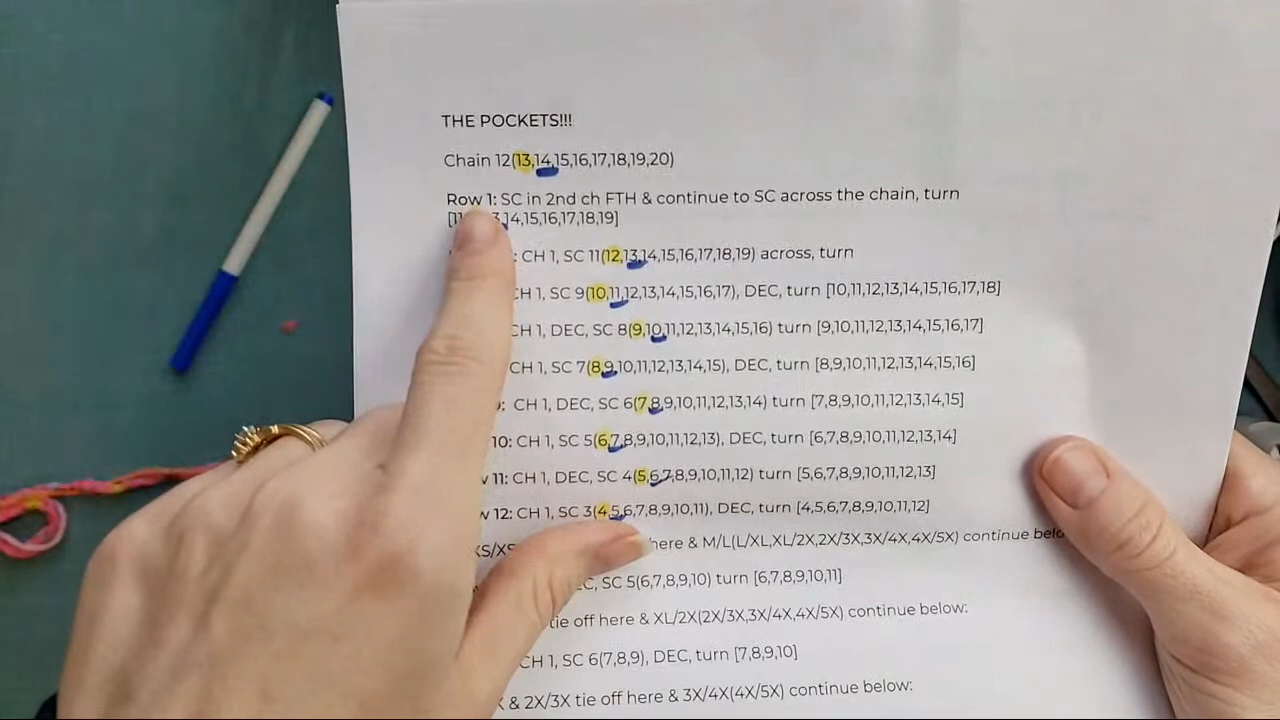 THE POCKETS!!!
Chain 12(13,14,15,16,17,18,19,20)
Row 1: SC in 2nd ch FTH & continue to SC across the chain, turn
14,15,16,17,18,19]
: CH 1, SC 11(12,13,14,15,16,17,18,19) across, turn
CH 1, SC 9(10,11,12,13,14,15,16,17), DEC, turn [10,11,12,13,14,15,16,17,18]
CH 1, DEC, SC 8(9,10,11,12,13,14,15,16) turn [9,10,11,12,13,14,15,16,17]
CH 1, SC 7(8,9,10,11,12,13,14,15), DEC, turn [8,9,10,11,12,13,14,15,16]
: CH 1, DEC, SC 6(7,8,9,10,11,12,13,14) turn [7,8,9,10,11,12,13,14,15]
10: CH 1, SC 5(6,7,8,9,10,11,12,13), DEC, turn [6,7,8,9,10,11,12,13,14]
11: CH 1, DEC, SC 4(5,6,7,8,9,10,11,12) turn [5,6,7,8,9,10,11,12,13]
12: CH 1, SC 3(4,5,6,7,8,9,10,11), DEC, turn [4,5,6,7,8,9,10,11,12]
here & M/L(L/XL,XL/2X,2X/3X,3X/4X,4X/5X) continue
SC 5(6,7,8,9,10) turn [6,7,8,9,10,11]
tie off here & XL/2X(2X/3X,3X/4X,4X/5X) continue below:
CH 1, SC 6(7,8,9), DEC, turn [7,8,9,10]
& 2X/3X tie off here & 3X/4X(4X/5X) continue below: